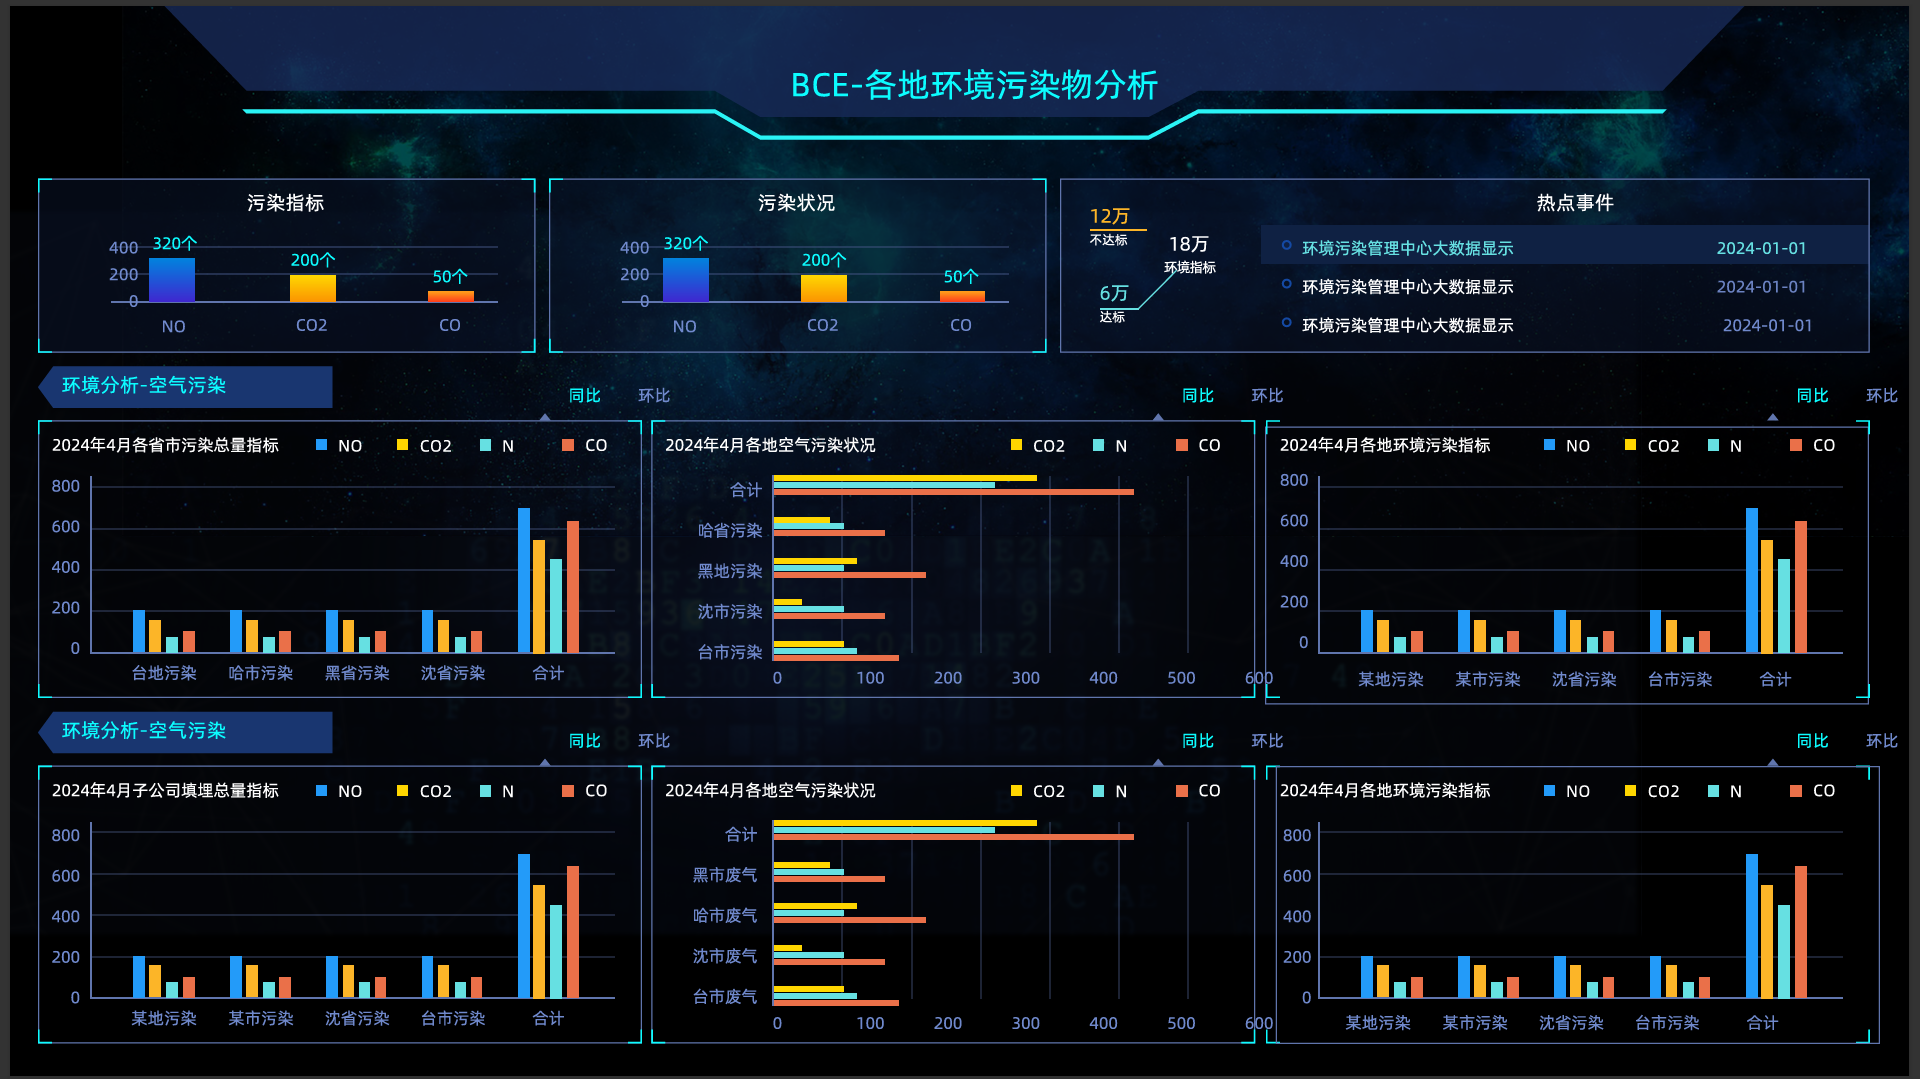 BCE-各地环境污染物分析
污染指标
400
200
0
320个
200个
50个
NO
CO2
CO
污染状况
400
200
0
320个
200个
50个
NO
CO2
CO
12万
不达标
18万
环境指标
6万
达标
热点事件
环境污染管理中心大数据显示 2024-01-01
环境污染管理中心大数据显示 2024-01-01
环境污染管理中心大数据显示 2024-01-01
环境分析-空气污染
同比 环比
同比 环比
同比 环比
2024年4月各省市污染总量指标 NO CO2 N CO
800
600
400
200
0
台地污染 哈市污染 黑省污染 沈省污染 合计
2024年4月各地空气污染状况 CO2 N CO
合计
哈省污染
黑地污染
沈市污染
台市污染
0 100 200 300 400 500 600
2024年4月各地环境污染指标 NO CO2 N CO
800
600
400
200
0
某地污染 某市污染 沈省污染 台市污染 合计
环境分析-空气污染
同比 环比
同比 环比
同比 环比
2024年4月子公司填埋总量指标 NO CO2 N CO
800
600
400
200
0
某地污染 某市污染 沈省污染 台市污染 合计
2024年4月各地空气污染状况 CO2 N CO
合计
黑市废气
哈市废气
沈市废气
台市废气
0 100 200 300 400 500 600
2024年4月各地环境污染指标 NO CO2 N CO
800
600
400
200
0
某地污染 某市污染 沈省污染 台市污染 合计